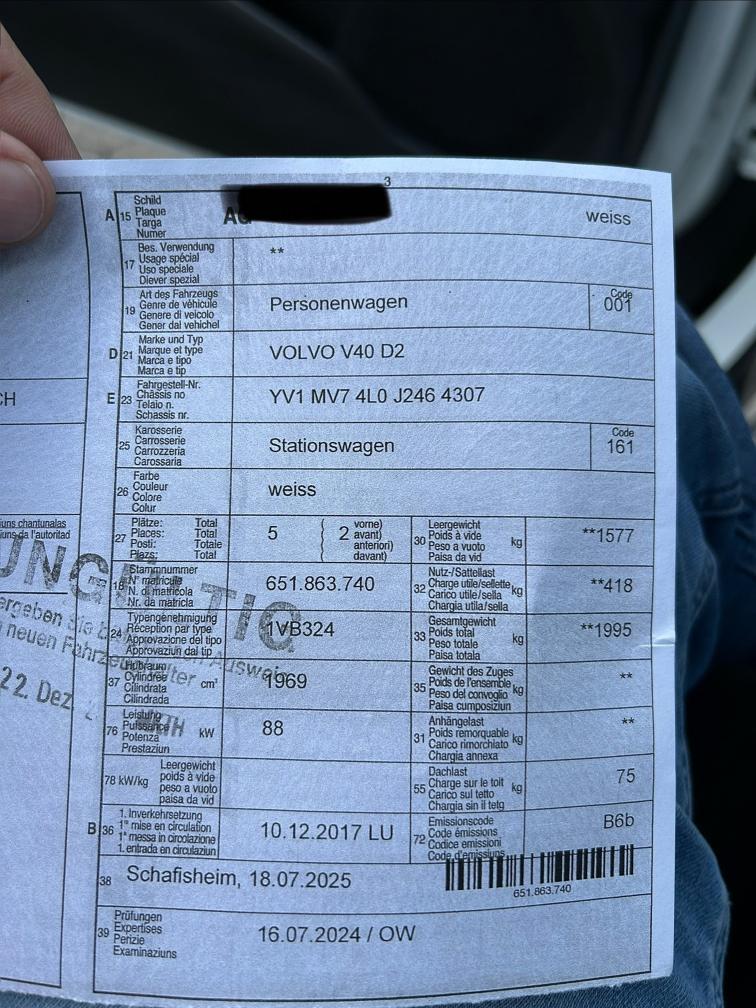 3
A 15 Schild
Plaque
Targa
Numer
weiss
17 Bes. Verwendung
Usage spécial
Uso speciale
Diever spezial
**
19 Art des Fahrzeugs
Genre de véhicule
Genere di veicolo
Gener dal vehichel
Personenwagen
Code
001
D 21 Marke und Typ
Marque et type
Marca e tipo
Marca e tip
VOLVO V40 D2
E 23 Fahrgestell-Nr.
Châssis no
Telaio n.
Schassis nr.
YV1 MV7 4L0 J246 4307
25 Karosserie
Carrosserie
Carrozzeria
Carossaria
Stationswagen
Code
161
26 Farbe
Couleur
Colore
Colur
weiss
27 Plätze: Total
Places: Total
Posti: Totale
Plazs: Total
5 ( 2 vorne)
avant)
anteriori)
davant)
30 Leergewicht
Poids à vide
Peso a vuoto
Paisa da vid
kg
**1577
18 Stammnummer
N° matricule
N. di matricola
Nr. da matricla
651.863.740
32 Nutz-/Sattellast
Charge utile/sellette
Carico utile/sella
Chargia utila/sella
kg
**418
24 Typengenehmigung
Réception par type
Approvazione del tipo
Approvaziun dal tip
1VB324
33 Gesamtgewicht
Poids total
Peso totale
Paisa totala
kg
**1995
37 Hubraum
Cylindrée
Cilindrata
Cilindrada
cm³
1969
35 Gewicht des Zuges
Poids de l'ensemble
Peso del convoglio
Paisa cumposiziun
kg
**
76 Leistung
Puissance
Potenza
Prestaziun
kW
88
31 Anhängelast
Poids remorquable
Carico rimorchiato
Chargia annexa
kg
**
78 kW/kg Leergewicht
poids à vide
peso a vuoto
paisa da vid
55 Dachlast
Charge sur le toit
Carico sul tetto
Chargia sin il tetg
kg
75
B 36 1. Inverkehrsetzung
1re mise en circulation
1a messa in circolazione
1. entrada en circulaziun
10.12.2017 LU
72 Emissionscode
Code émissions
Codice emissioni
Code d'emissiuns
B6b
38 Schafisheim, 18.07.2025
651.863.740
39 Prüfungen
Expertises
Perizie
Examinaziuns
16.07.2024 / OW
CH
uns chantunalas
iuns da l'autoritad
UNGÜLTIG
ergeben Sie
neuen Fahrzeughalter
Ausweis
22. Dez.